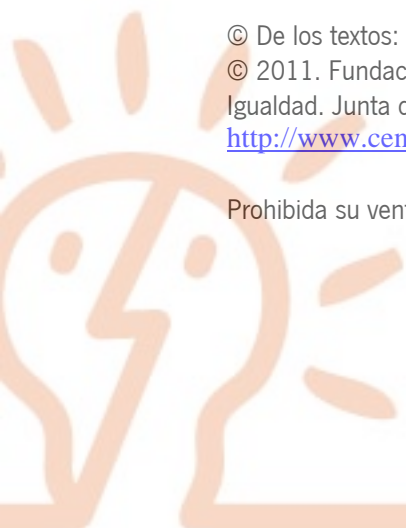 © De los textos:
© 2011. Fundac
Igualdad. Junta
http://www.cen
Prohibida su ven